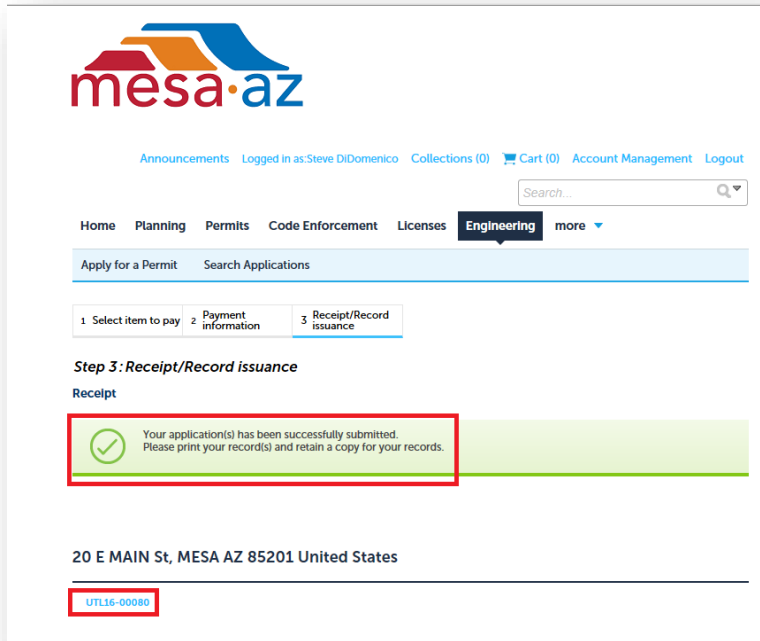 mesa·az
Announcements Logged in as:Steve DiDomenico Collections (0) Cart (0) Account Management Logout
Search...
Home Planning Permits Code Enforcement Licenses Engineering more
Apply for a Permit Search Applications
1 Select item to pay 2 Payment information 3 Receipt/Record issuance
Step 3: Receipt/Record issuance
Receipt
Your application(s) has been successfully submitted.
Please print your record(s) and retain a copy for your records.
20 E MAIN St, MESA AZ 85201 United States
UTL16-00080